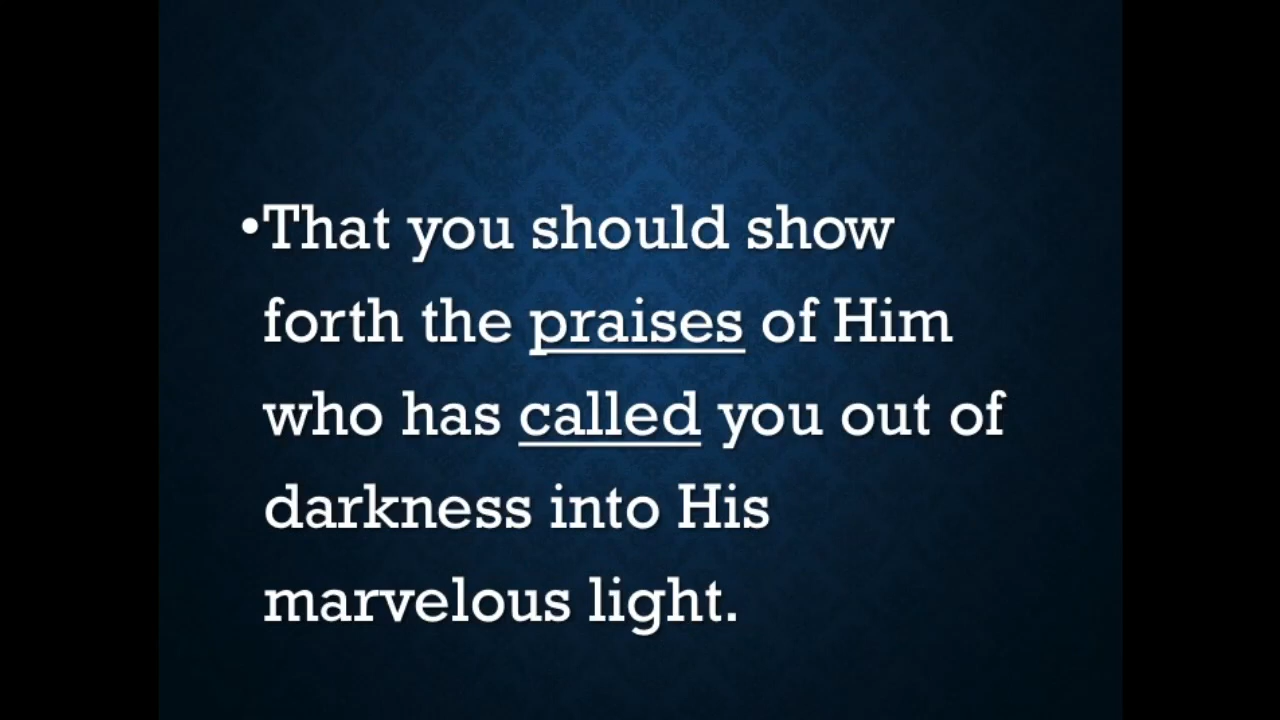 •That you should show
forth the praises of Him
who has called you out of
darkness into His
marvelous light.